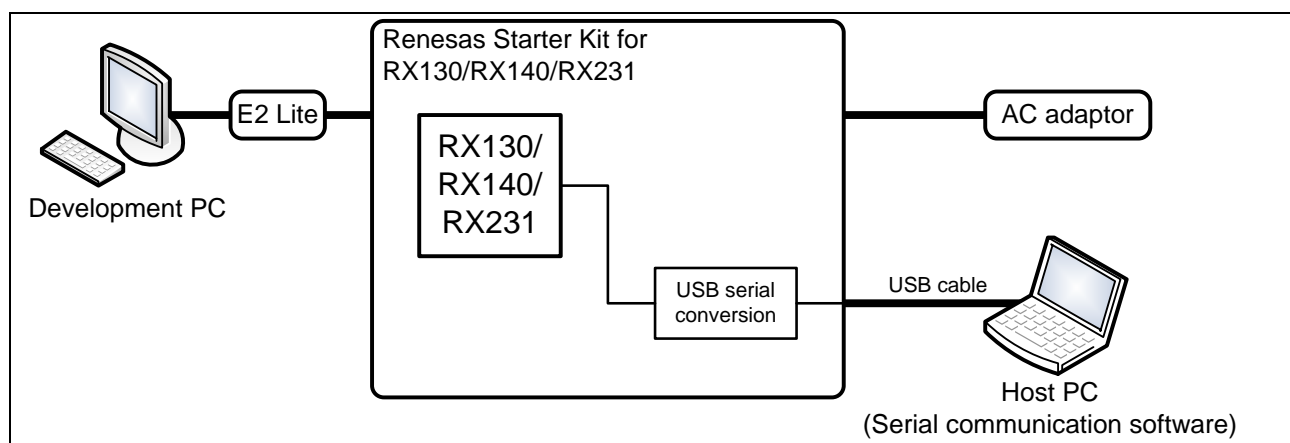 Renesas Starter Kit for
RX130/RX140/RX231
E2 Lite
AC adaptor
RX130/
RX140/
RX231
Development PC
USB serial
conversion
USB cable
Host PC
(Serial communication software)